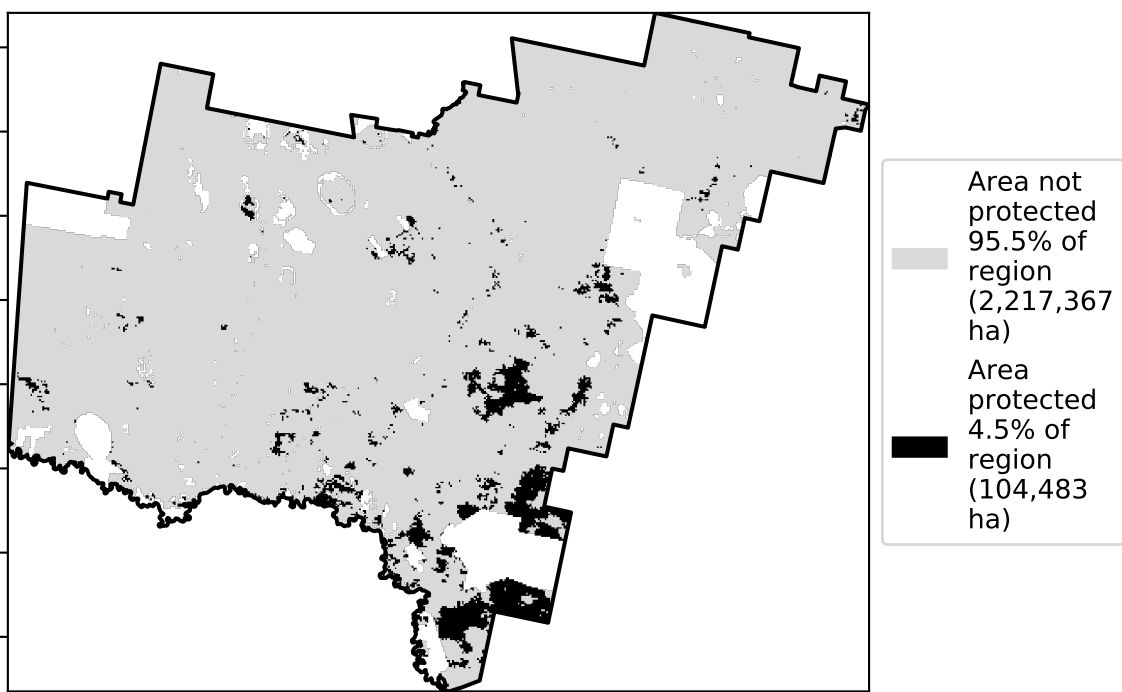 Area not
protected
95.5% of
region
(2,217,367
ha)
Area
protected
4.5% of
region
(104,483
ha)